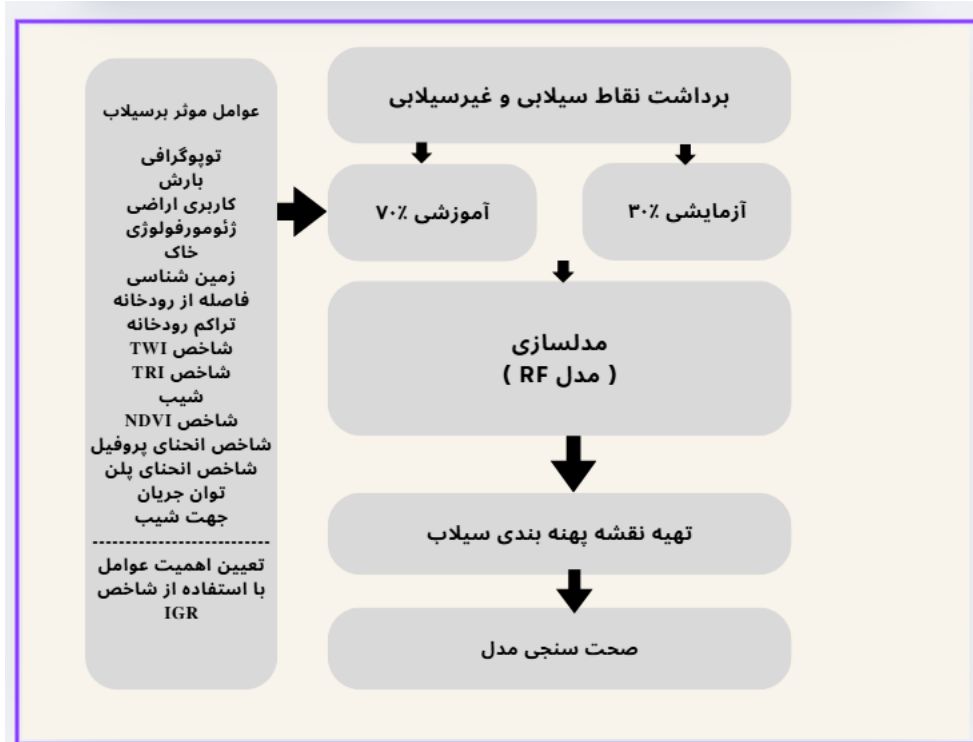 برداشت نقاط سیلابی و غیرسیلابی
آزمایشی ۳۰٪
آموزشی ۷۰٪
مدلسازی
( مدل RF )
تهیه نقشه پهنه بندی سیلاب
صحت سنجی مدل
عوامل موثر برسیلاب
توپوگرافی
بارش
کاربری اراضی
ژئومورفولوژی
خاک
زمین شناسی
فاصله از رودخانه
تراکم رودخانه
شاخص TWI
شاخص TRI
شیب
شاخص NDVI
شاخص انحنای پروفیل
شاخص انحنای پلن
توان جریان
جهت شیب
---------------------------
تعیین اهمیت عوامل
با استفاده از شاخص
IGR